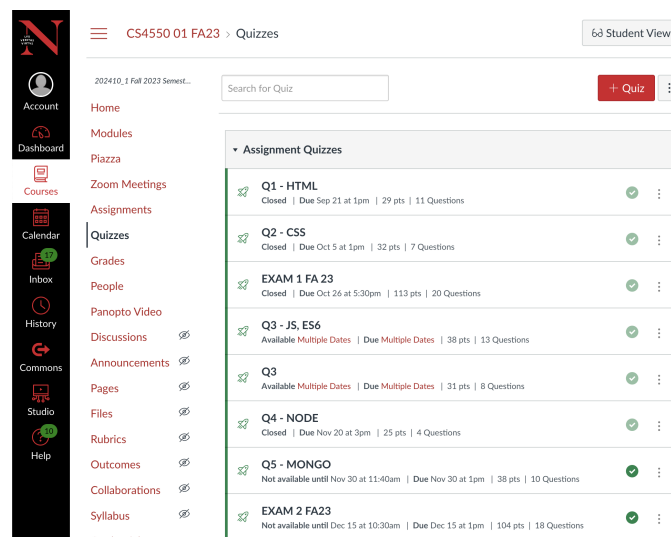 CS4550 01 FA23 > Quizzes
Student View
202410_1 Fall 2023 Semest...
Search for Quiz
+ Quiz
Account
Dashboard
Courses
Calendar
17
Inbox
History
Commons
Studio
10
Help
Home
Modules
Piazza
Zoom Meetings
Assignments
Quizzes
Grades
People
Panopto Video
Discussions
Announcements
Pages
Files
Rubrics
Outcomes
Collaborations
Syllabus
Assignment Quizzes
Q1 - HTML
Closed | Due Sep 21 at 1pm | 29 pts | 11 Questions
Q2 - CSS
Closed | Due Oct 5 at 1pm | 32 pts | 7 Questions
EXAM 1 FA 23
Closed | Due Oct 26 at 5:30pm | 113 pts | 20 Questions
Q3 - JS, ES6
Available Multiple Dates | Due Multiple Dates | 38 pts | 13 Questions
Q3
Available Multiple Dates | Due Multiple Dates | 31 pts | 8 Questions
Q4 - NODE
Closed | Due Nov 20 at 3pm | 25 pts | 4 Questions
Q5 - MONGO
Not available until Nov 30 at 11:40am | Due Nov 30 at 1pm | 38 pts | 10 Questions
EXAM 2 FA23
Not available until Dec 15 at 10:30am | Due Dec 15 at 1pm | 104 pts | 18 Questions